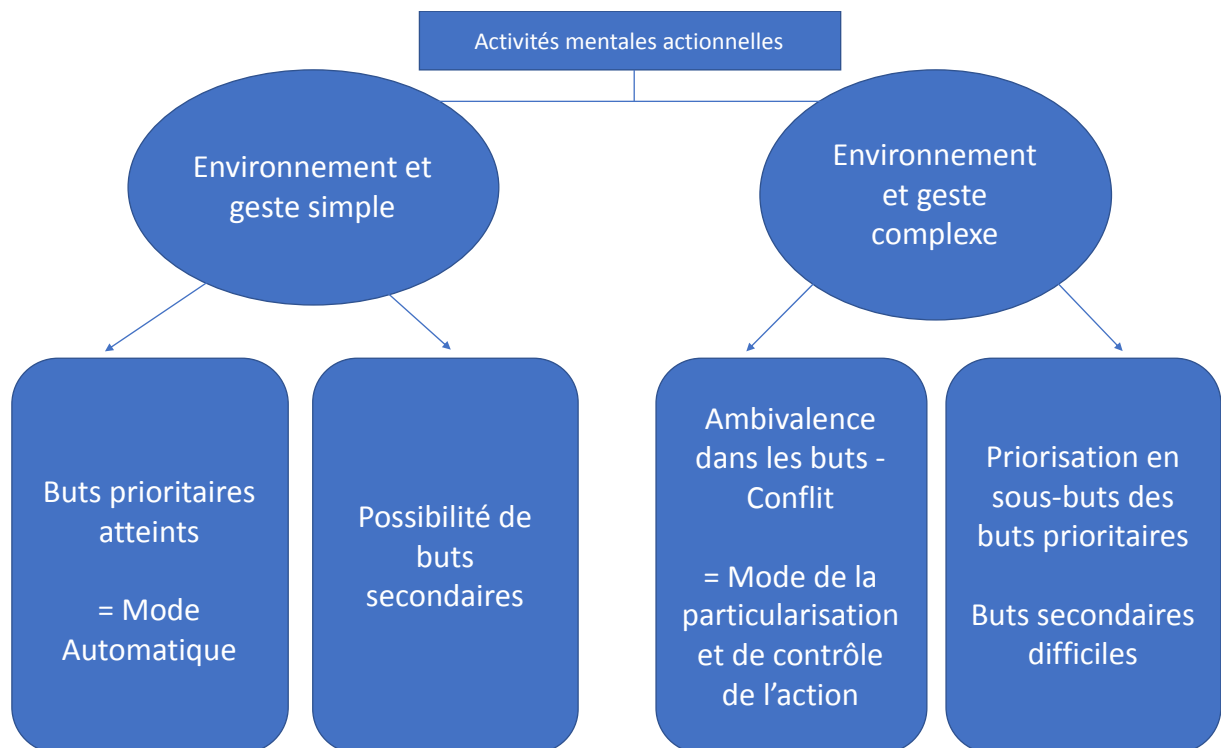 Activités mentales actionnelles
Environnement et
geste simple
Environnement
et geste
complexe
Buts prioritaires
atteints
= Mode
Automatique
Possibilité de
buts
secondaires
Ambivalence
dans les buts -
Conflit
= Mode de la
particularisation
et de contrôle
de l’action
Priorisation en
sous-buts des
buts prioritaires
Buts secondaires
difficiles